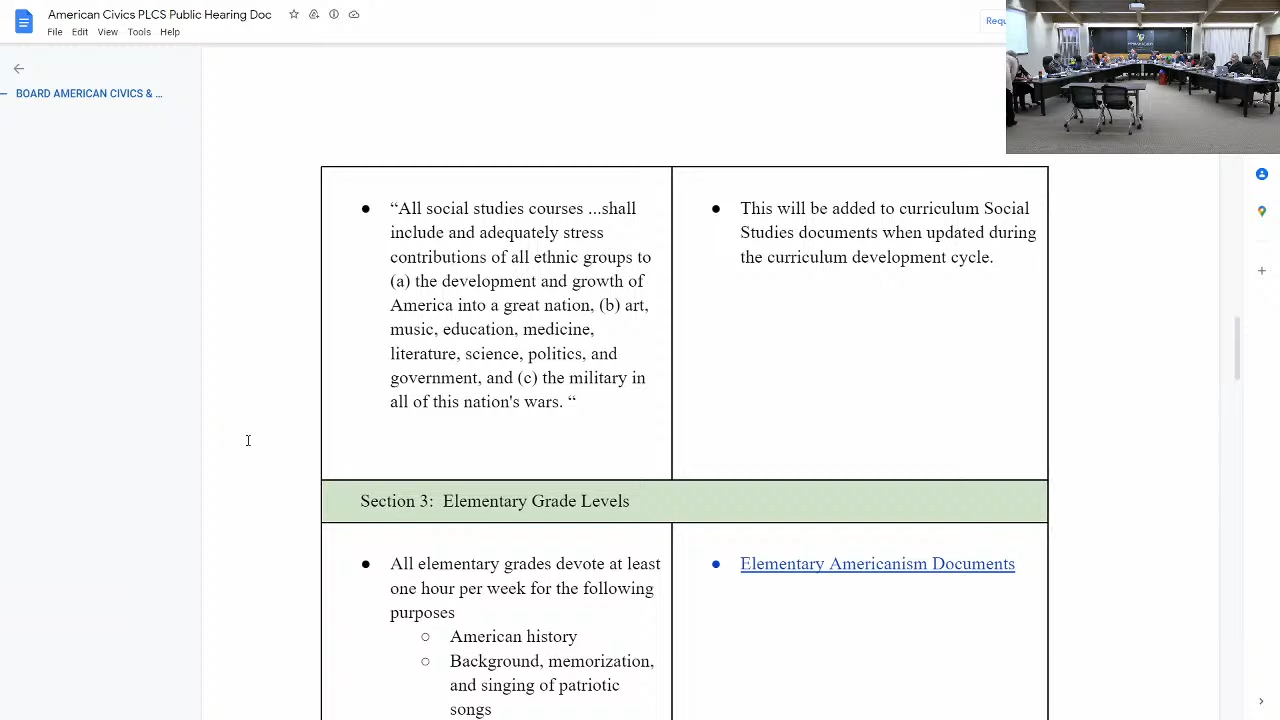 American Civics PLCS Public Hearing Doc
File Edit View Tools Help
Requ
BOARD AMERICAN CIVICS & ...
● “All social studies courses ...shall
include and adequately stress
contributions of all ethnic groups to
(a) the development and growth of
America into a great nation, (b) art,
music, education, medicine,
literature, science, politics, and
government, and (c) the military in
all of this nation's wars. “
● This will be added to curriculum Social
Studies documents when updated during
the curriculum development cycle.
Section 3: Elementary Grade Levels
● All elementary grades devote at least
one hour per week for the following
purposes
○ American history
○ Background, memorization,
and singing of patriotic
songs
● Elementary Americanism Documents